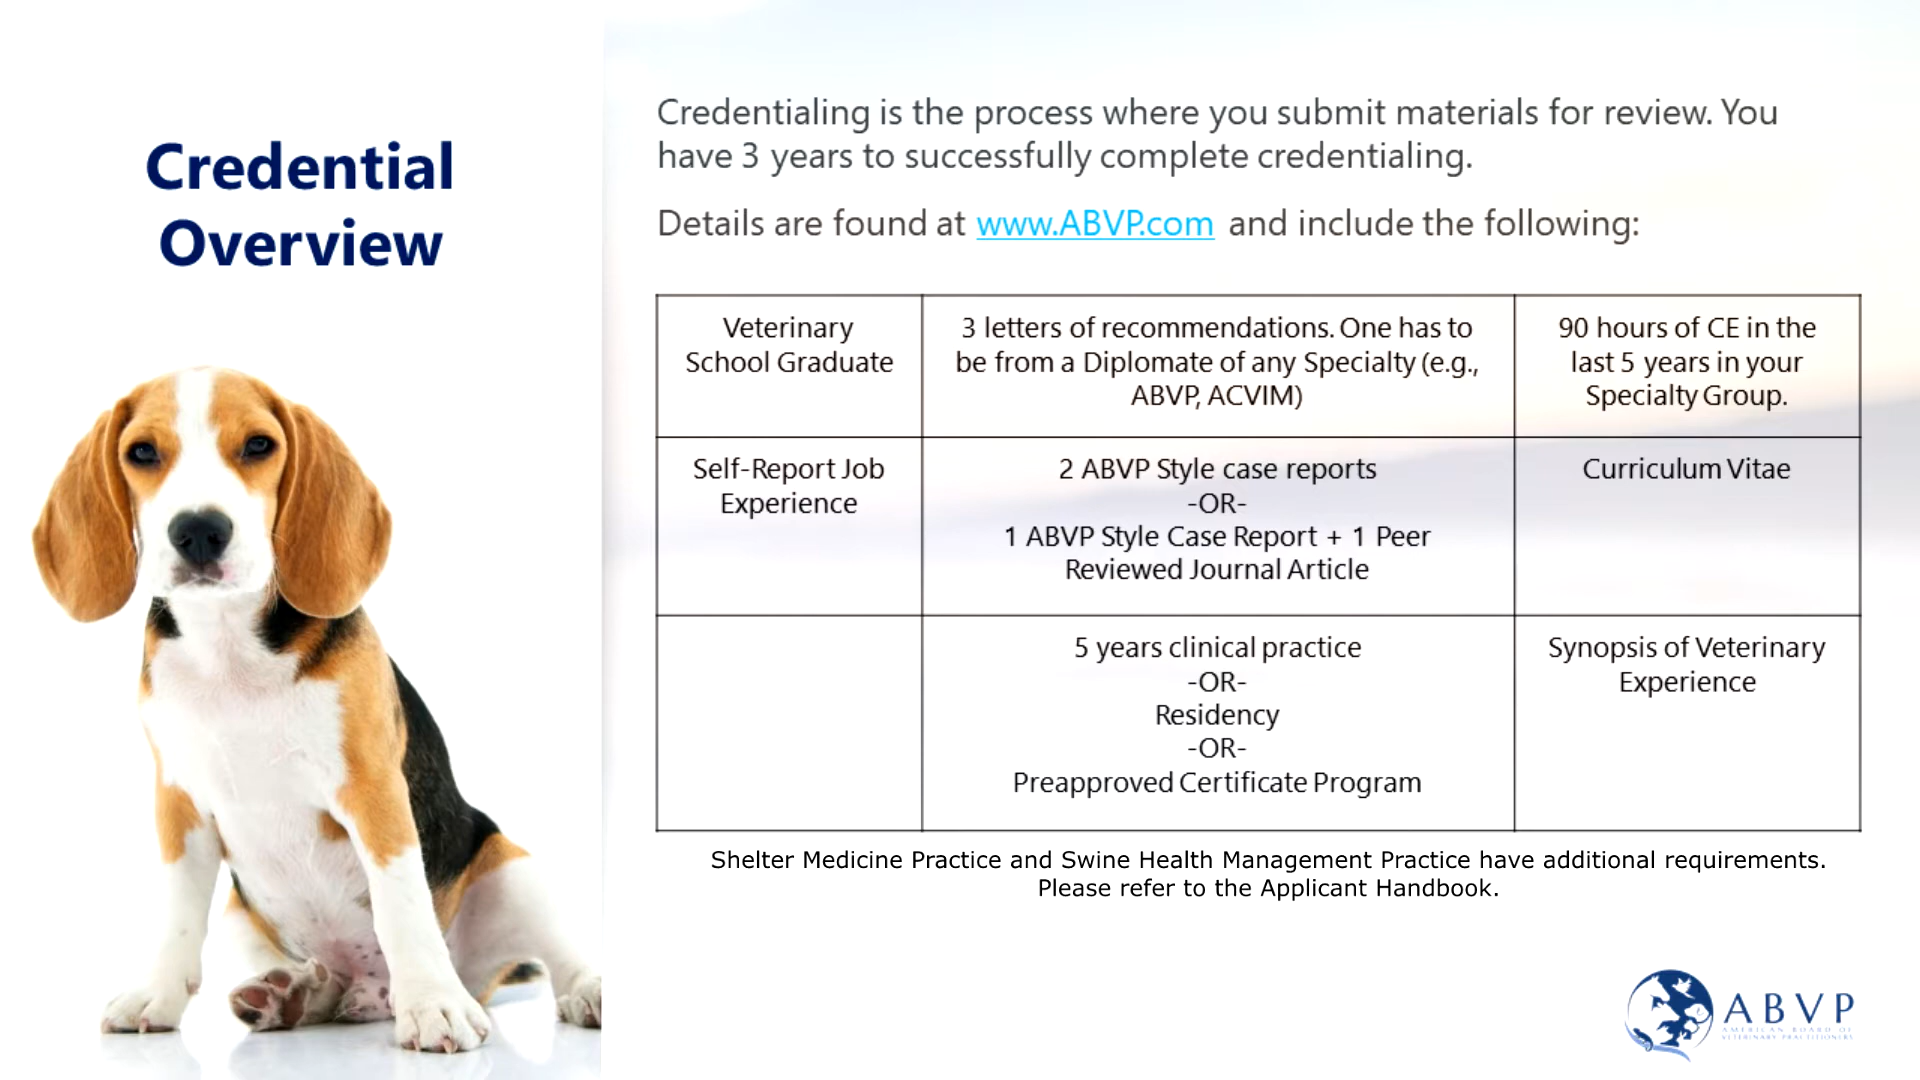 Credential
Overview
Credentialing is the process where you submit materials for review. You
have 3 years to successfully complete credentialing.
Details are found at www.ABVP.com and include the following:
Veterinary
School Graduate
3 letters of recommendations. One has to
be from a Diplomate of any Specialty (e.g.,
ABVP, ACVIM)
90 hours of CE in the
last 5 years in your
Specialty Group.
Self-Report Job
Experience
2 ABVP Style case reports
-OR-
1 ABVP Style Case Report + 1 Peer
Reviewed Journal Article
Curriculum Vitae
5 years clinical practice
-OR-
Residency
-OR-
Preapproved Certificate Program
Synopsis of Veterinary
Experience
Shelter Medicine Practice and Swine Health Management Practice have additional requirements.
Please refer to the Applicant Handbook.
ABVP
AMERICAN BOARD OF
VETERINARY PRACTITIONERS